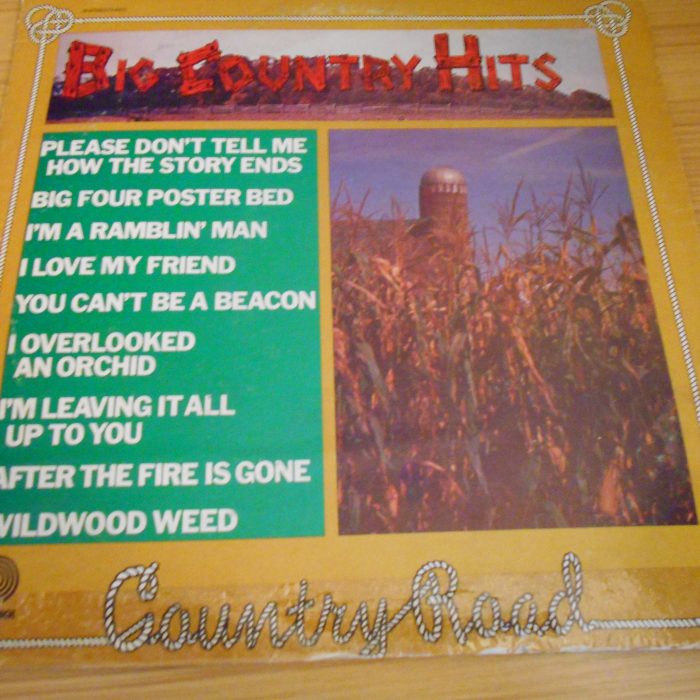 BIG COUNTRY HITS
PLEASE DON'T TELL ME
HOW THE STORY ENDS
BIG FOUR POSTER BED
I'M A RAMBLIN' MAN
I LOVE MY FRIEND
YOU CAN'T BE A BEACON
I OVERLOOKED
AN ORCHID
I'M LEAVING IT ALL
UP TO YOU
AFTER THE FIRE IS GONE
WILDWOOD WEED
Country Road